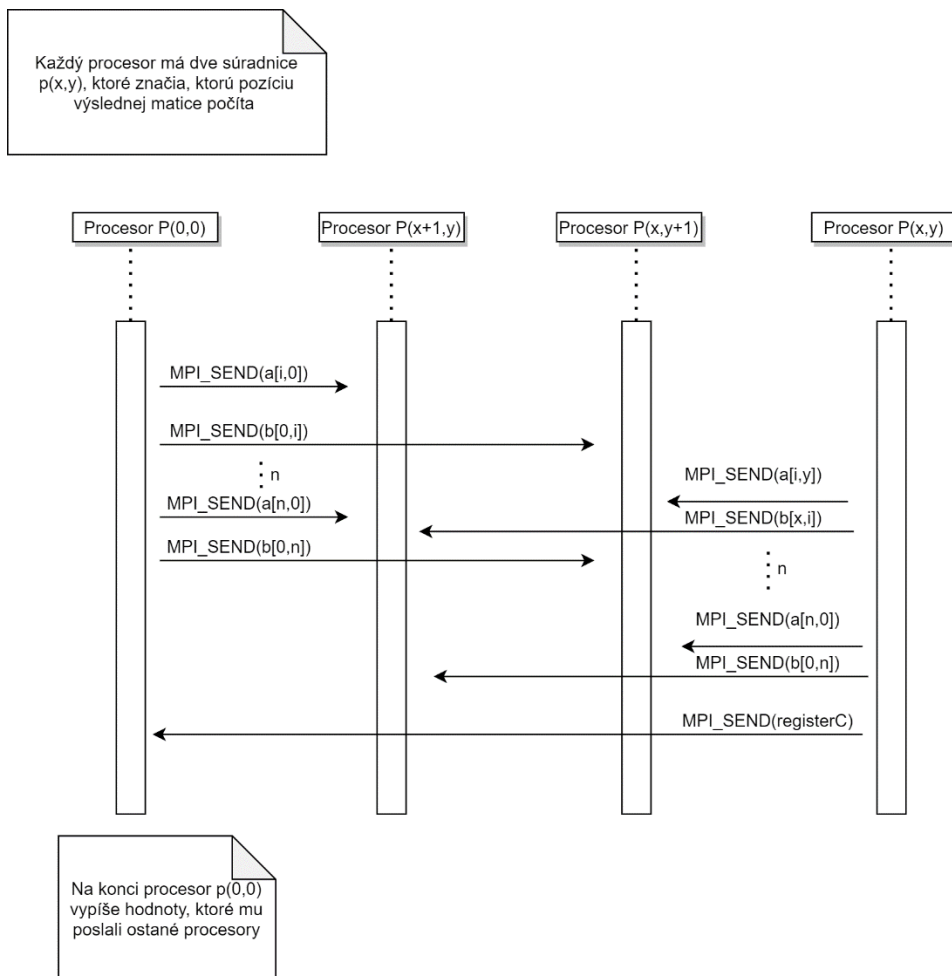 Každý procesor má dve súradnice
p(x,y), ktoré značia, ktorú pozíciu
výslednej matice počíta
Procesor P(0,0)
Procesor P(x+1,y)
Procesor P(x,y+1)
Procesor P(x,y)
MPI_SEND(a[i,0])
MPI_SEND(b[0,i])
n
MPI_SEND(a[n,0])
MPI_SEND(b[0,n])
MPI_SEND(a[i,y])
MPI_SEND(b[x,i])
n
MPI_SEND(a[n,0])
MPI_SEND(b[0,n])
MPI_SEND(registerC)
Na konci procesor p(0,0)
vypíše hodnoty, ktoré mu
poslali ostané procesory